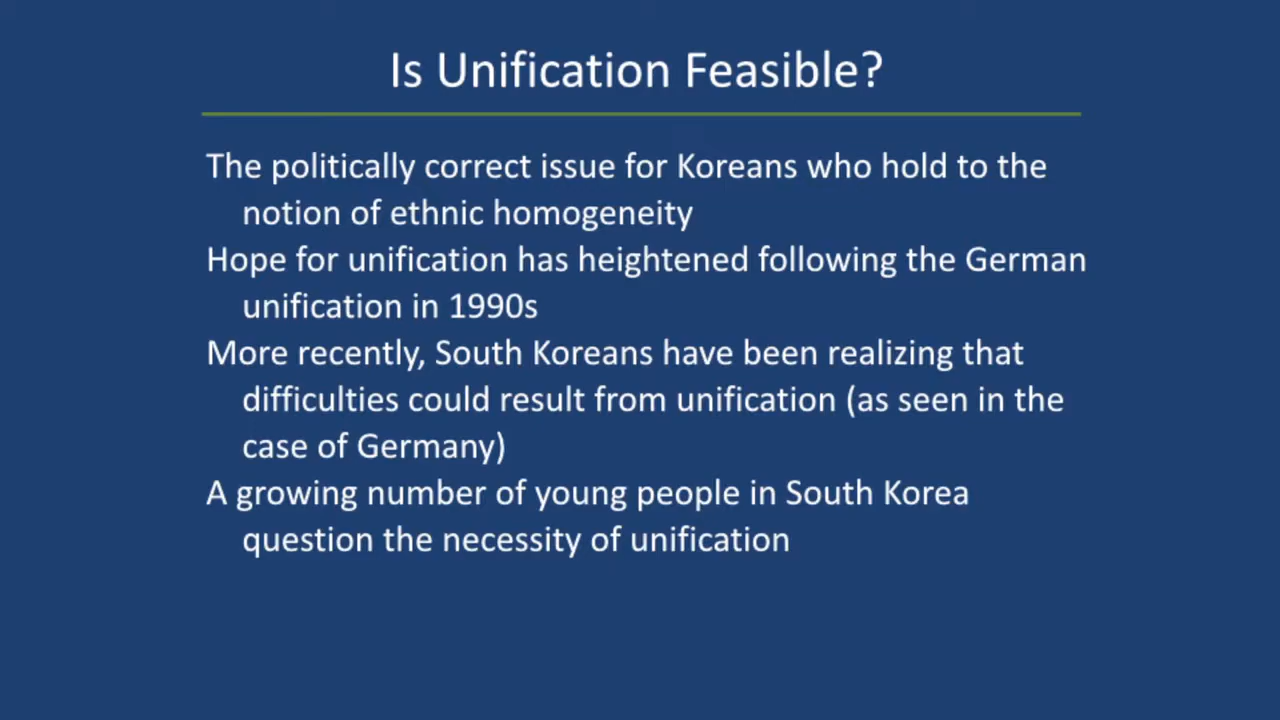 Is Unification Feasible?
The politically correct issue for Koreans who hold to the
notion of ethnic homogeneity
Hope for unification has heightened following the German
unification in 1990s
More recently, South Koreans have been realizing that
difficulties could result from unification (as seen in the
case of Germany)
A growing number of young people in South Korea
question the necessity of unification